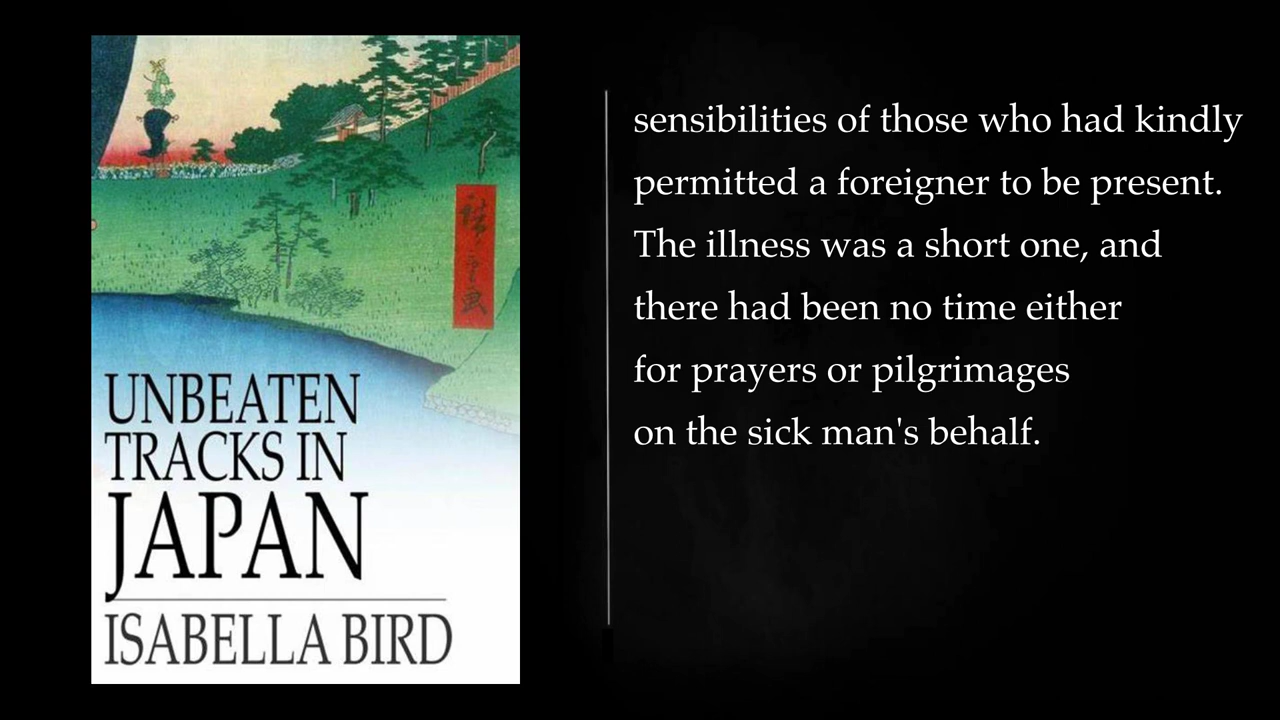 UNBEATEN
TRACKS IN
JAPAN
ISABELLA BIRD
sensibilities of those who had kindly
permitted a foreigner to be present.
The illness was a short one, and
there had been no time either
for prayers or pilgrimages
on the sick man's behalf.